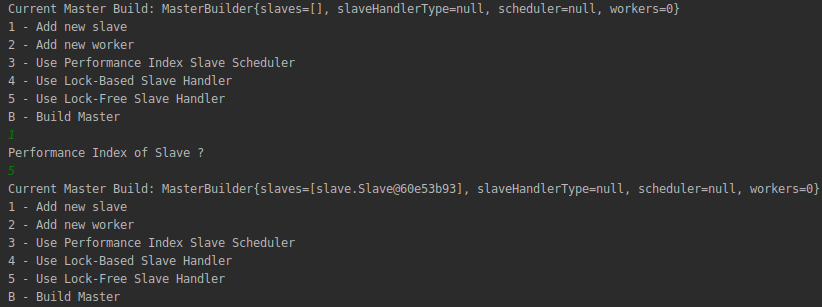 Current Master Build: MasterBuilder{slaves=[], slaveHandlerType=null, scheduler=null, workers=0}
1 - Add new slave
2 - Add new worker
3 - Use Performance Index Slave Scheduler
4 - Use Lock-Based Slave Handler
5 - Use Lock-Free Slave Handler
B - Build Master
1
Performance Index of Slave ?
5
Current Master Build: MasterBuilder{slaves=[slave.Slave@60e53b93], slaveHandlerType=null, scheduler=null, workers=0}
1 - Add new slave
2 - Add new worker
3 - Use Performance Index Slave Scheduler
4 - Use Lock-Based Slave Handler
5 - Use Lock-Free Slave Handler
B - Build Master